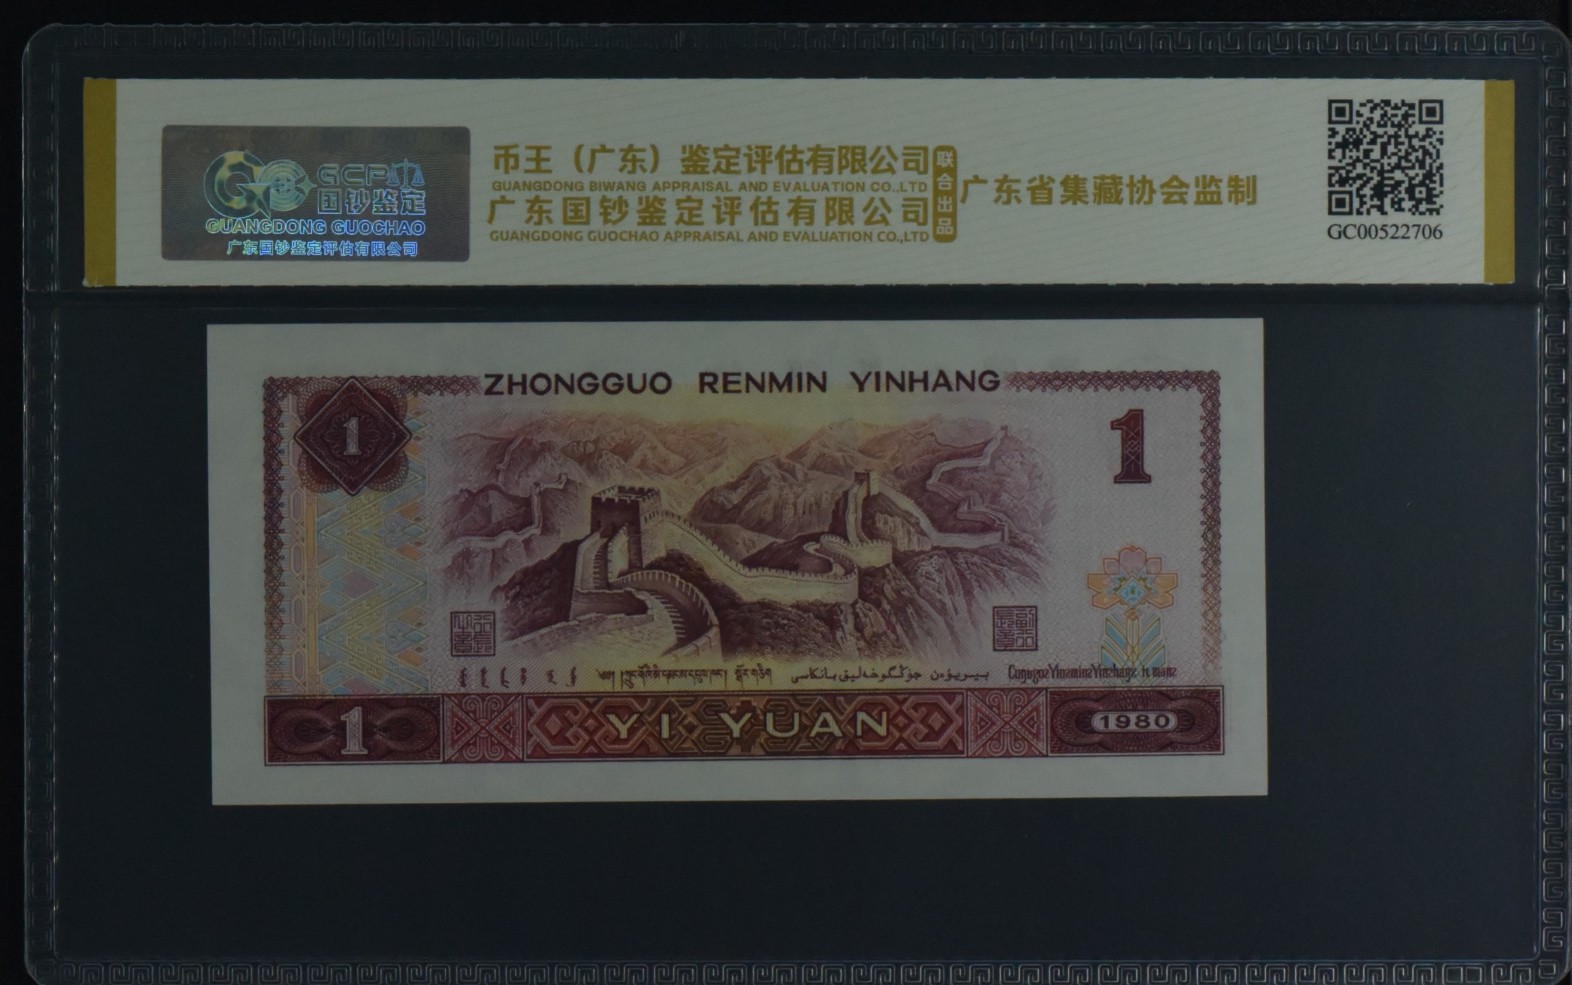 GCP
国钞鉴定
GUANGDONG GUOCHAO
广东国钞鉴定评估有限公司
币王（广东）鉴定评估有限公司
GUANGDONG BIWANG APPRAISAL AND EVALUATION CO.,LTD
广东国钞鉴定评估有限公司
GUANGDONG GUOCHAO APPRAISAL AND EVALUATION CO.,LTD
联合出品
广东省集藏协会监制
GC00522706
ZHONGGUO RENMIN YINHANG
1
1
1
YI YUAN
1980